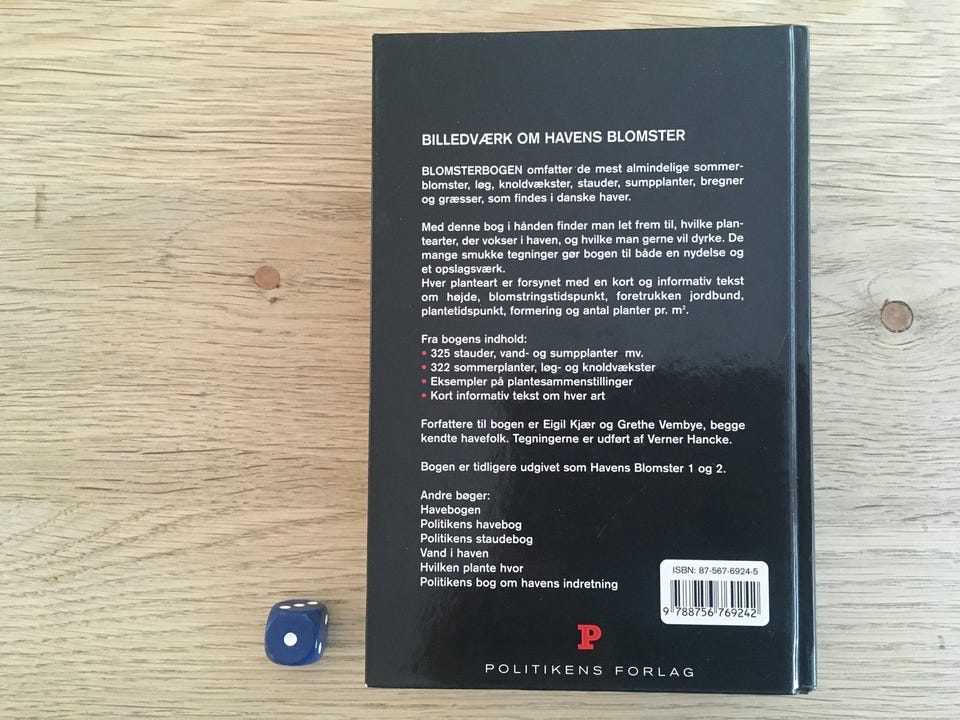 BILLEDVÆRK OM HAVENS BLOMSTER
BLOMSTERBOGEN omfatter de mest almindelige sommer-
blomster, løg, knoldvækster, stauder, sumpplanter, bregner
og græsser, som findes i danske haver.
Med denne bog i hånden finder man let frem til, hvilke plan-
tearter, der vokser i haven, og hvilke man gerne vil dyrke. De
mange smukke tegninger gør bogen til både en nydelse og
et opslagsværk.
Hver planteart er forsynet med en kort og informativ tekst
om højde, blomstringstidspunkt, foretrukken jordbund,
plantetidspunkt, formering og antal planter pr. m².
Fra bogens indhold:
• 325 stauder, vand- og sumpplanter mv.
• 322 sommerplanter, løg- og knoldvækster
• Eksempler på plantesammenstillinger
• Kort informativ tekst om hver art
Forfattere til bogen er Eigil Kjær og Grethe Vembye, begge
kendte havefolk. Tegningerne er udført af Verner Hancke.
Bogen er tidligere udgivet som Havens Blomster 1 og 2.
Andre bøger:
Havebogen
Politikens havebog
Politikens staudebog
Vand i haven
Hvilken plante hvor
Politikens bog om havens indretning
ISBN: 87-567-6924-5
9 788756 769242
P
POLITIKENS FORLAG